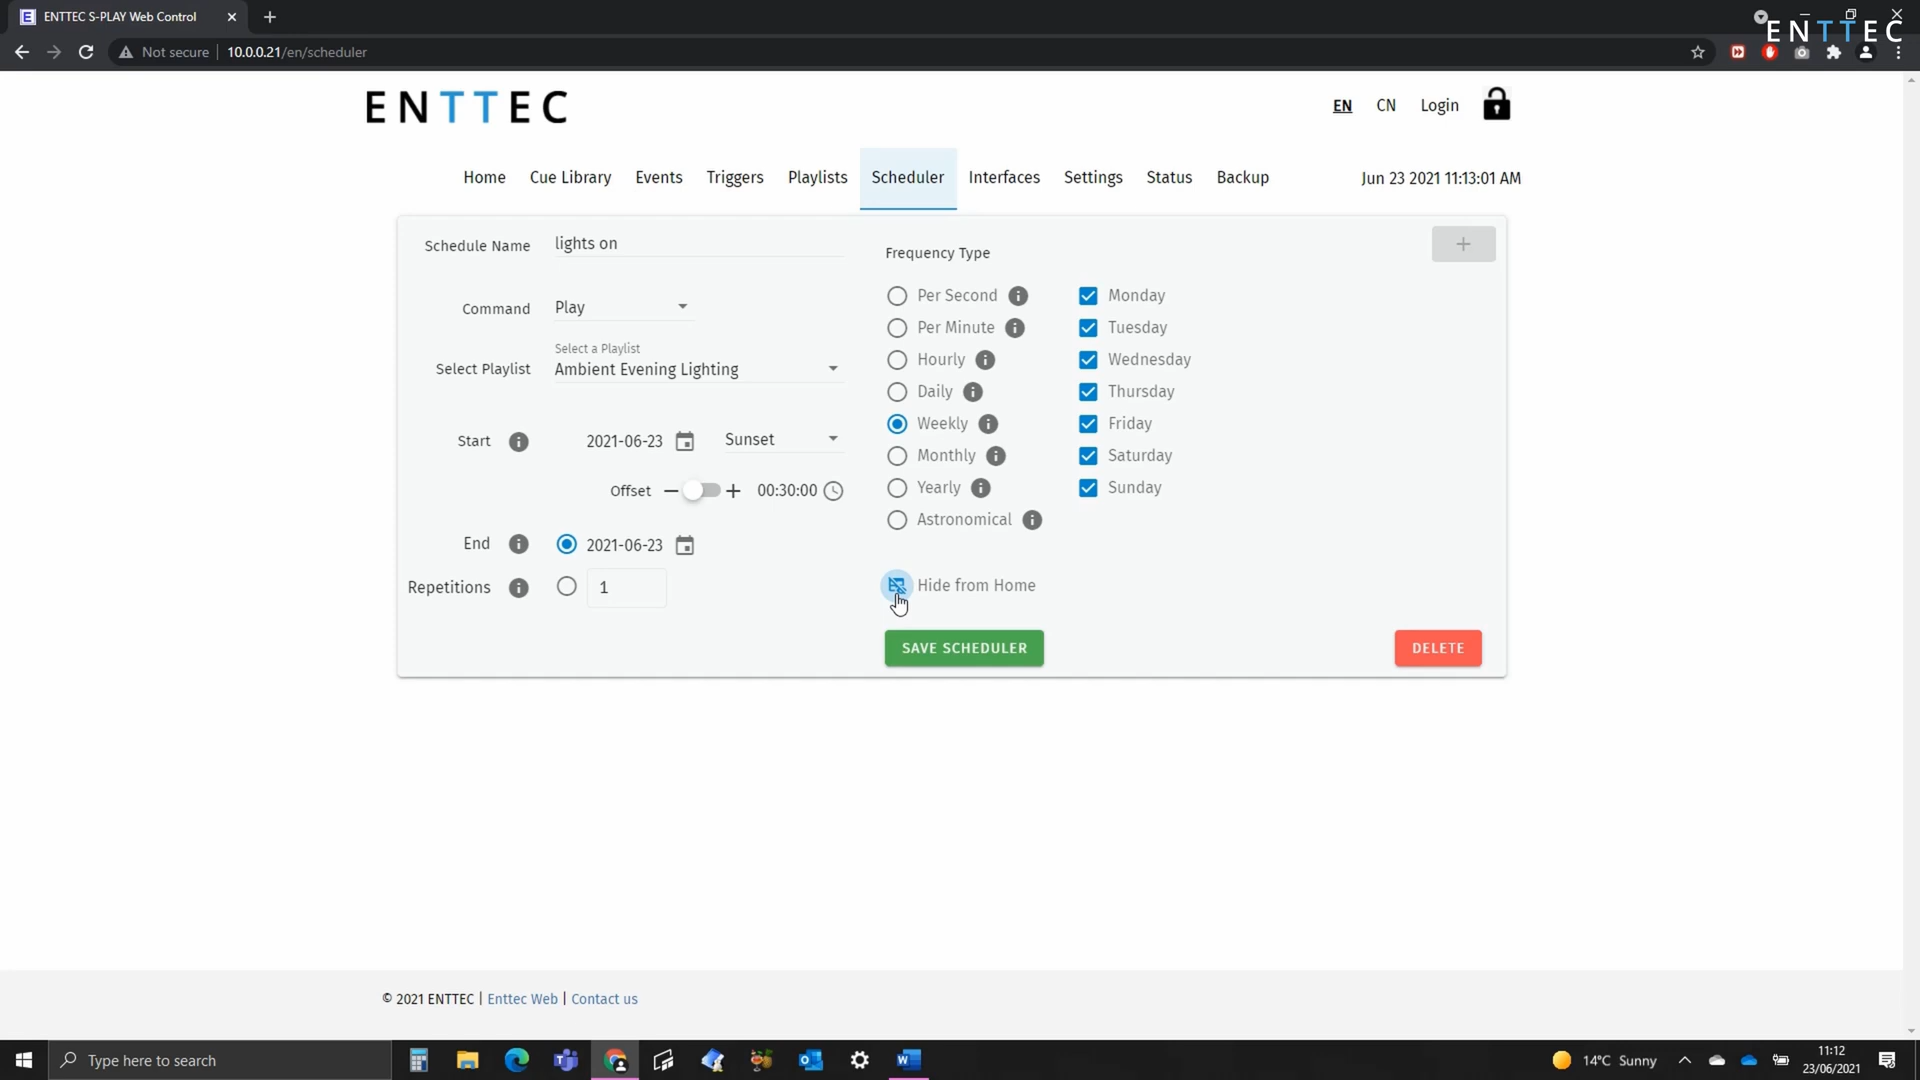 ENTTEC S-PLAY Web Control
ENTTEC
Not secure 10.0.0.21/en/scheduler
ENTTEC
EN CN Login
Home Cue Library Events Triggers Playlists Scheduler Interfaces Settings Status Backup Jun 23 2021 11:13:01 AM
Schedule Name lights on
Command Play
Select Playlist Select a Playlist
Ambient Evening Lighting
Start 2021-06-23 Sunset
Offset 00:30:00
End 2021-06-23
Repetitions 1
Frequency Type
Per Second
Per Minute
Hourly
Daily
Weekly
Monthly
Yearly
Astronomical
Monday
Tuesday
Wednesday
Thursday
Friday
Saturday
Sunday
Hide from Home
SAVE SCHEDULER
DELETE
© 2021 ENTTEC | Enttec Web | Contact us
Type here to search
14°C Sunny
11:12
23/06/2021